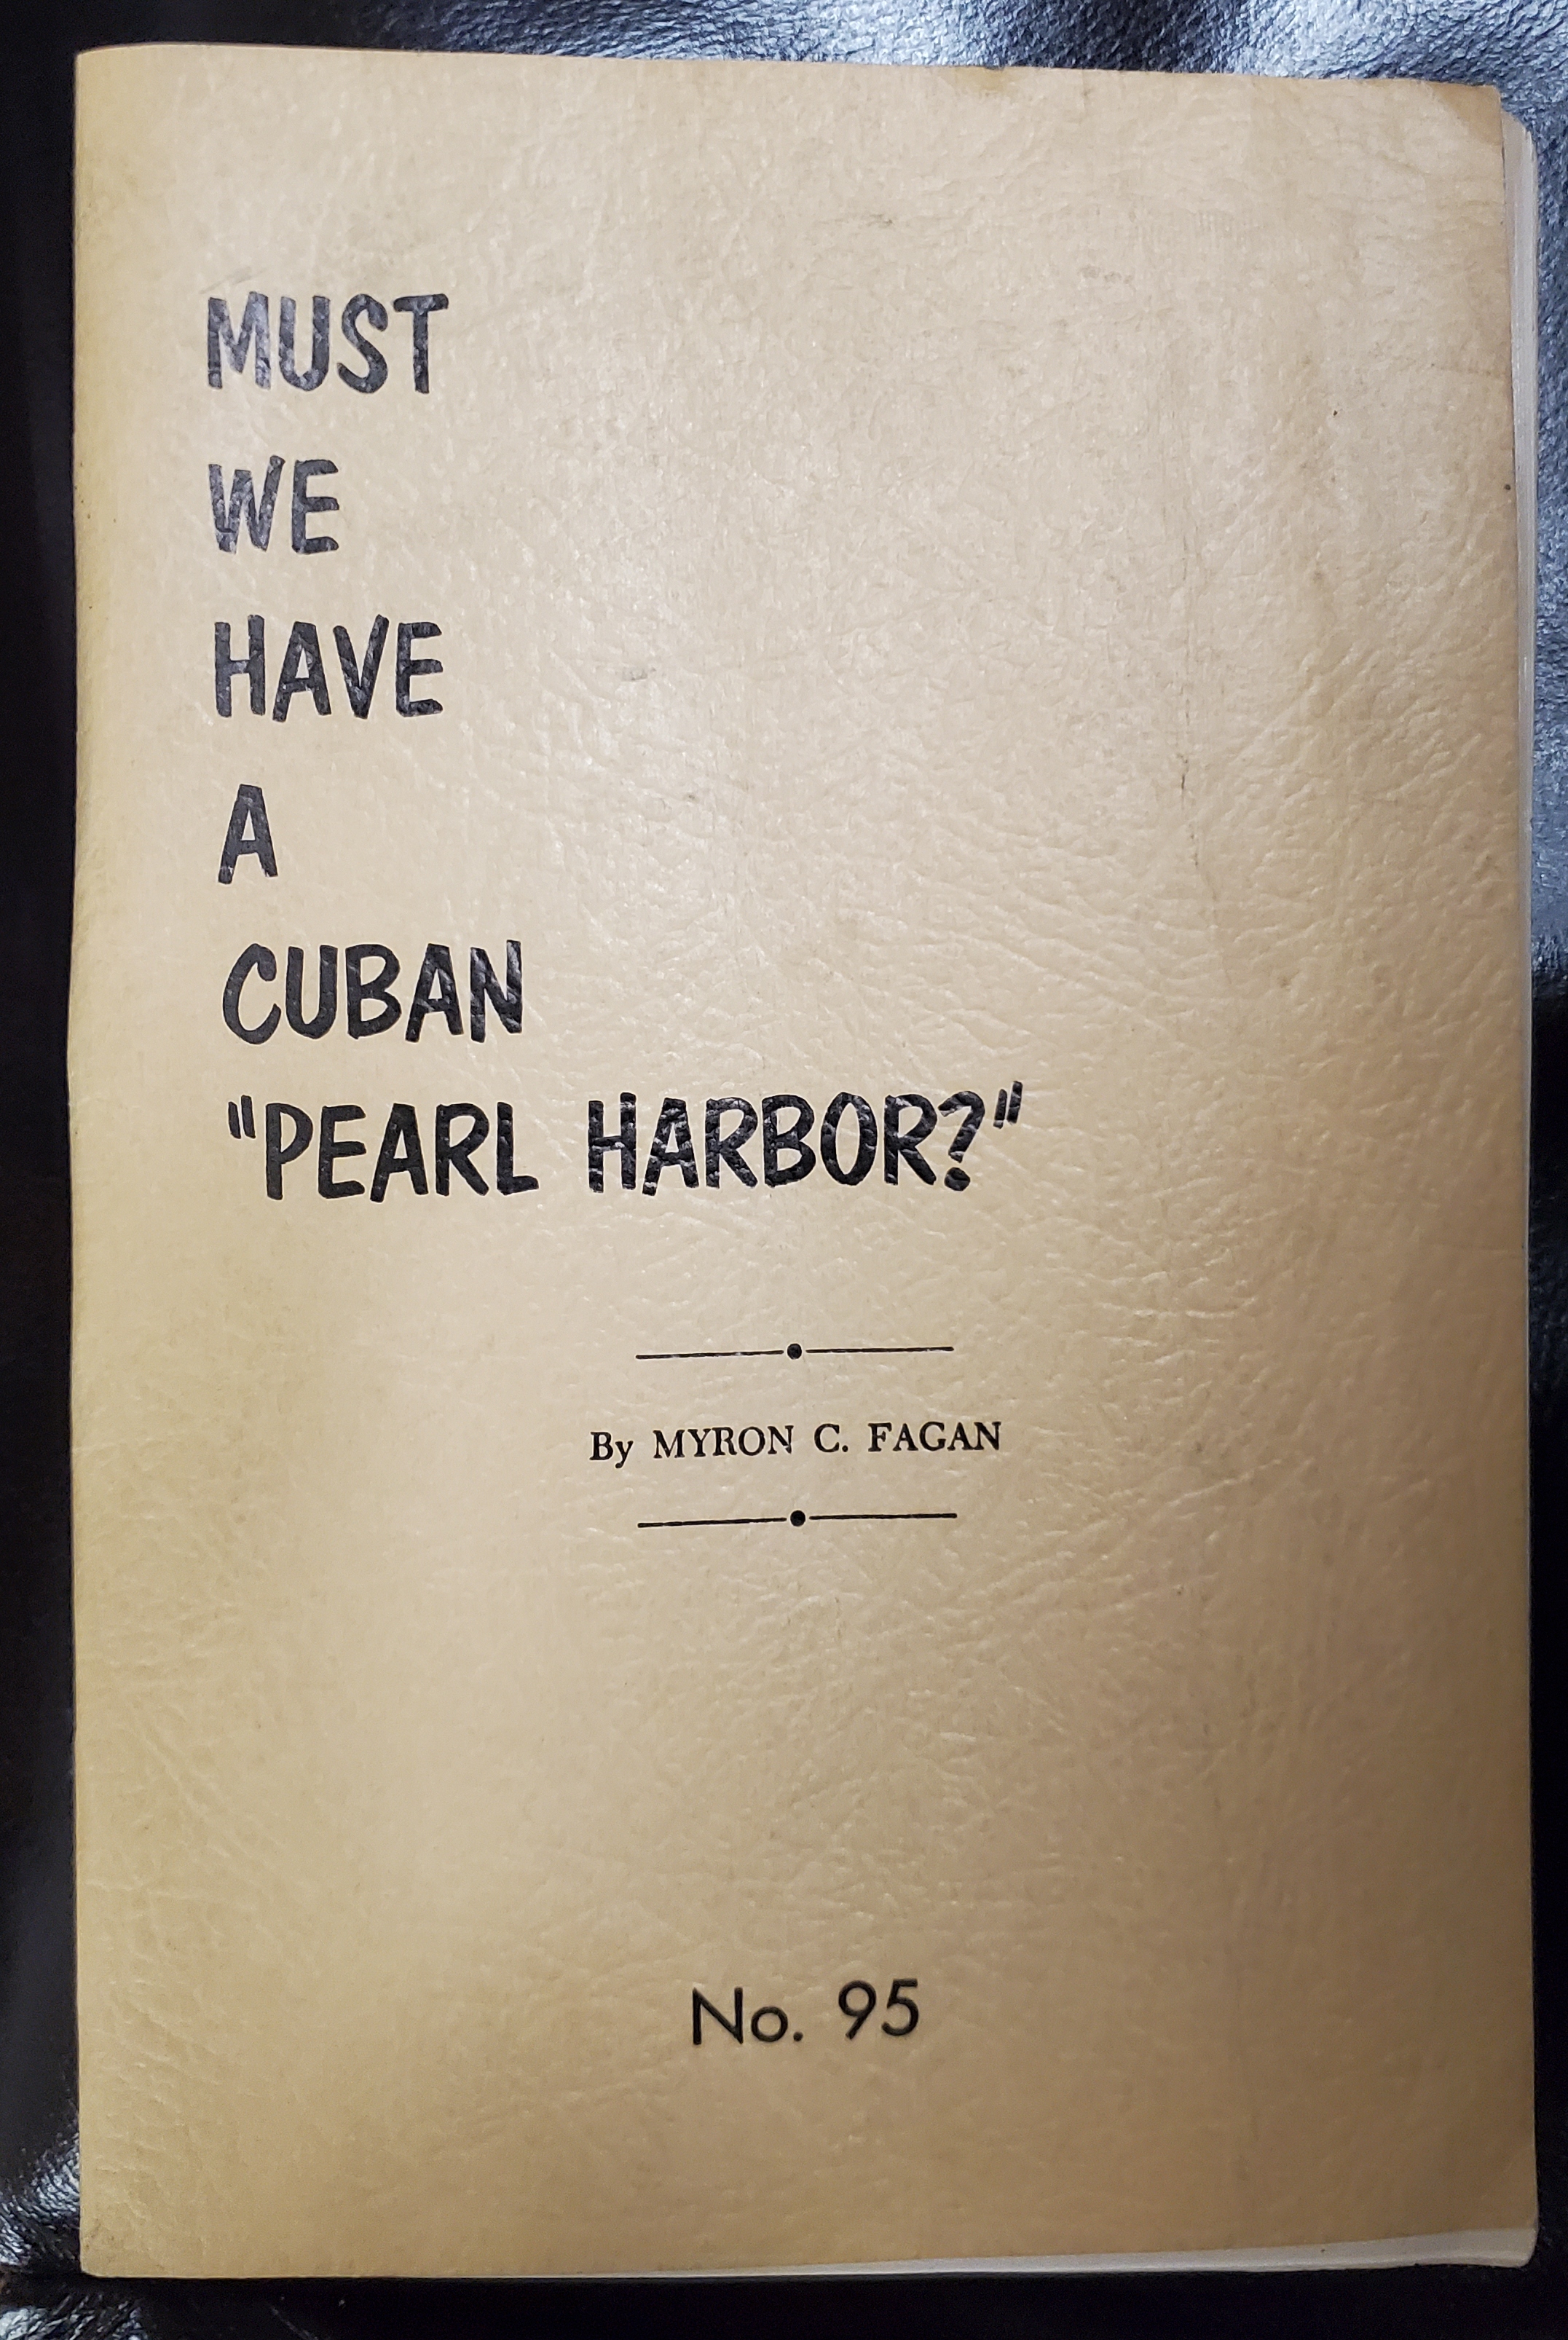 MUST
WE
HAVE
A
CUBAN
"PEARL HARBOR?"
By MYRON C. FAGAN
No. 95